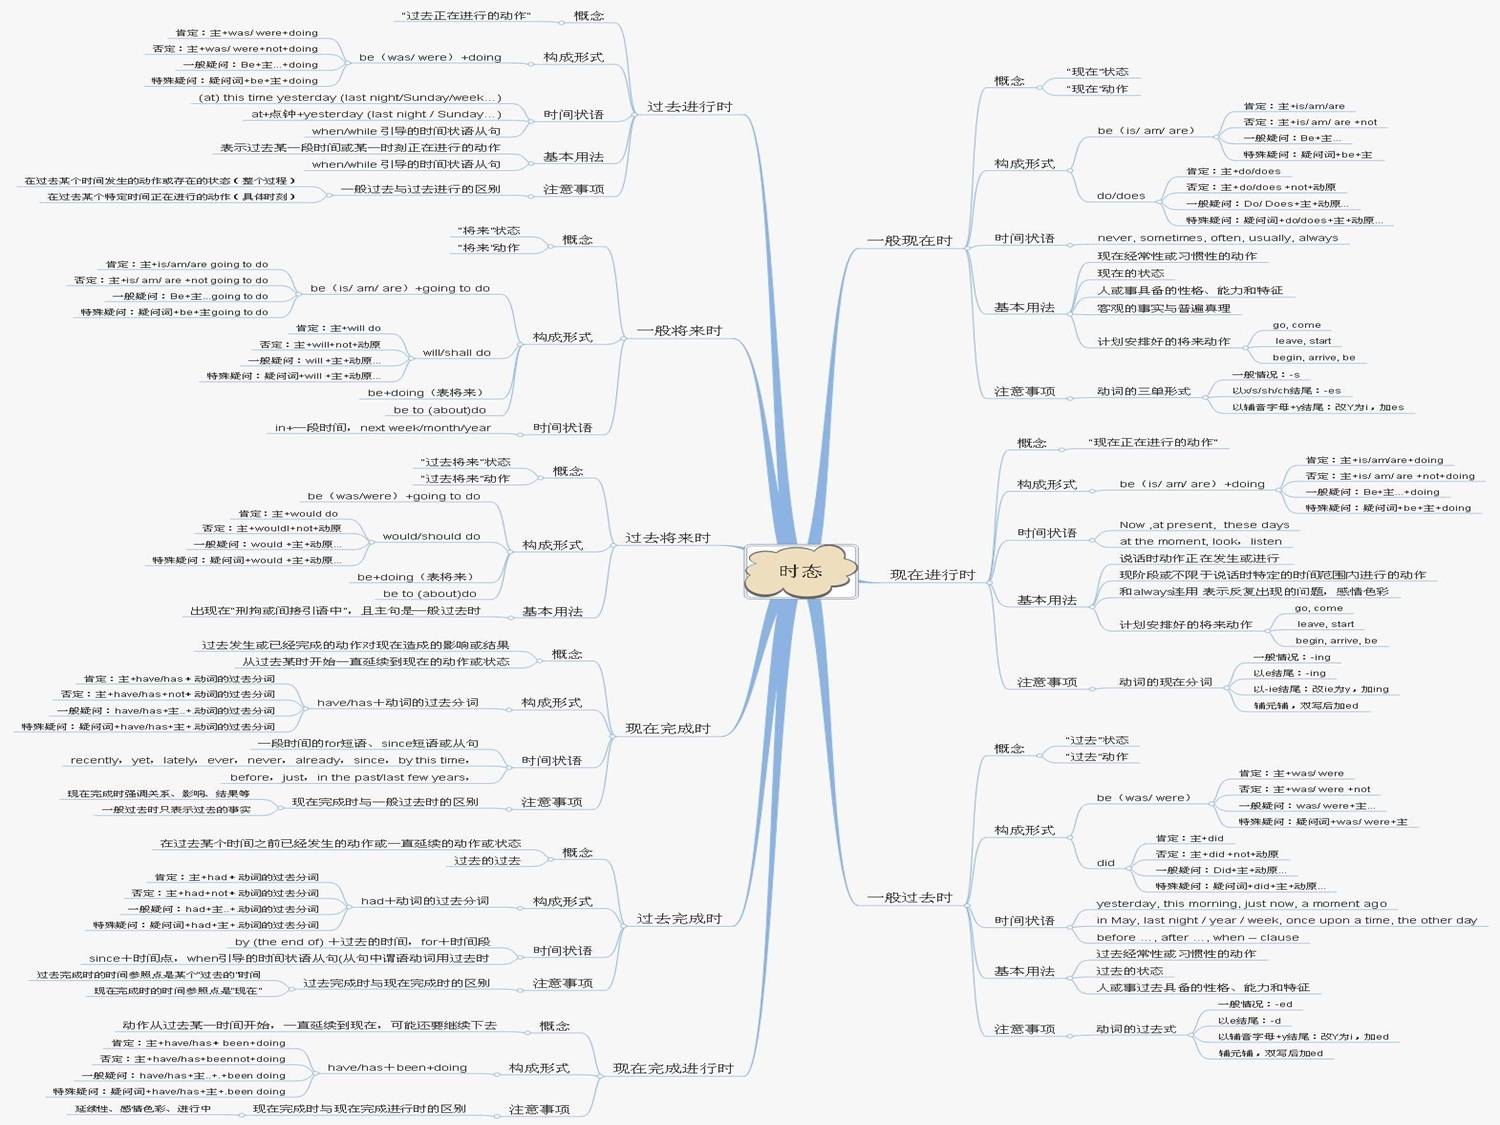 时态
过去进行时
概念
"过去正在进行的动作"
构成形式
be（was/ were）+doing
肯定：主+was/ were+doing
否定：主+was/ were+not+doing
一般疑问：Be+主...+doing
特殊疑问：疑问词+be+主+doing
时间状语
(at) this time yesterday (last night/Sunday/week...)
at+点钟+yesterday (last night / Sunday...)
when/while 引导的时间状语从句
基本用法
表示过去某一段时间或某一时刻正在进行的动作
when/while 引导的时间状语从句
注意事项
一般过去与过去进行的区别
在过去某个时间发生的动作或存在的状态（整个过程）
在过去某个特定时间正在进行的动作（具体时刻）
一般将来时
概念
"将来"状态
"将来"动作
构成形式
be（is/ am/ are）+going to do
肯定：主+is/am/are going to do
否定：主+is/ am/ are +not going to do
一般疑问：Be+主...going to do
特殊疑问：疑问词+be+主going to do
will/shall do
肯定：主+will do
否定：主+will+not+动原
一般疑问：will +主+动原...
特殊疑问：疑问词+will +主+动原...
be+doing（表将来）
be to (about)do
时间状语
in+一段时间，next week/month/year
过去将来时
概念
"过去将来"状态
"过去将来"动作
构成形式
be（was/were）+going to do
would/should do
肯定：主+would do
否定：主+wouldl+not+动原
一般疑问：would +主+动原...
特殊疑问：疑问词+would +主+动原...
be+doing（表将来）
be to (about)do
基本用法
出现在"刑拘或间接引语中"，且主句是一般过去时
现在完成时
概念
过去发生或已经完成的动作对现在造成的影响或结果
从过去某时开始一直延续到现在的动作或状态
构成形式
have/has＋动词的过去分词
肯定：主+have/has + 动词的过去分词
否定：主+have/has+not+ 动词的过去分词
一般疑问：have/has+主..+.动词的过去分词
特殊疑问：疑问词+have/has+主+.动词的过去分词
时间状语
一段时间的for短语、since短语或从句
recently，yet，lately，ever，never，already，since，by this time，
before，just，in the past/last few years，
注意事项
现在完成时与一般过去时的区别
现在完成时强调关系、影响、结果等
一般过去时只表示过去的事实
过去完成时
概念
在过去某个时间之前已经发生的动作或一直延续的动作或状态
过去的过去
构成形式
had＋动词的过去分词
肯定：主+had + 动词的过去分词
否定：主+had+not+ 动词的过去分词
一般疑问：had+主..+.动词的过去分词
特殊疑问：疑问词+had+主+.动词的过去分词
时间状语
by (the end of) ＋过去的时间，for＋时间段
since＋时间点，when引导的时间状语从句(从句中谓语动词用过去时
注意事项
过去完成时与现在完成时的区别
过去完成时的时间参照点是某个"过去的"时间
现在完成时的时间参照点是"现在"
现在完成进行时
概念
动作从过去某一时间开始，一直延续到现在，可能还要继续下去
构成形式
have/has＋been+doing
肯定：主+have/has+ been+doing
否定：主+have/has+beennot+doing
一般疑问：have/has+主..+.+been doing
特殊疑问：疑问词+have/has+主+.been doing
注意事项
现在完成时与现在完成进行时的区别
延续性、感情色彩、进行中
一般现在时
概念
"现在"状态
"现在"动作
构成形式
be（is/ am/ are）
肯定：主+is/am/are
否定：主+is/ am/ are +not
一般疑问：Be+主...
特殊疑问：疑问词+be+主
do/does
肯定：主+do/does
否定：主+do/does +not+动原
一般疑问：Do/ Does+主+动原...
特殊疑问：疑问词+do/does+主+动原...
时间状语
never, sometimes, often, usually, always
基本用法
现在经常性或习惯性的动作
现在的状态
人或事具备的性格、能力和特征
客观的事实与普遍真理
计划安排好的将来动作
go, come
leave, start
begin, arrive, be
注意事项
动词的三单形式
一般情况：-s
以x/s/sh/ch结尾：-es
以辅音字母+y结尾：改Y为i，加es
现在进行时
概念
"现在正在进行的动作"
构成形式
be（is/ am/ are）+doing
肯定：主+is/am/are+doing
否定：主+is/ am/ are +not+doing
一般疑问：Be+主...+doing
特殊疑问：疑问词+be+主+doing
时间状语
Now ,at present, these days
at the moment, look，listen
基本用法
说话时动作正在发生或进行
现阶段或不限于说话时特定的时间范围内进行的动作
和always连用 表示反复出现的问题，感情色彩
计划安排好的将来动作
go, come
leave, start
begin, arrive, be
注意事项
动词的现在分词
一般情况：-ing
以e结尾：-ing
以-ie结尾：改ie为y，加ing
辅元辅，双写后加ed
一般过去时
概念
"过去"状态
"过去"动作
构成形式
be（was/ were）
肯定：主+was/ were
否定：主+was/ were +not
一般疑问：was/ were+主...
特殊疑问：疑问词+was/ were+主
did
肯定：主+did
否定：主+did +not+动原
一般疑问：Did+主+动原...
特殊疑问：疑问词+did+主+动原...
时间状语
yesterday, this morning, just now, a moment ago
in May, last night / year / week, once upon a time, the other day
before ... , after ... , when – clause
基本用法
过去经常性或习惯性的动作
过去的状态
人或事过去具备的性格、能力和特征
注意事项
动词的过去式
一般情况：-ed
以e结尾：-d
以辅音字母+y结尾：改Y为i，加ed
辅元辅，双写后加ed